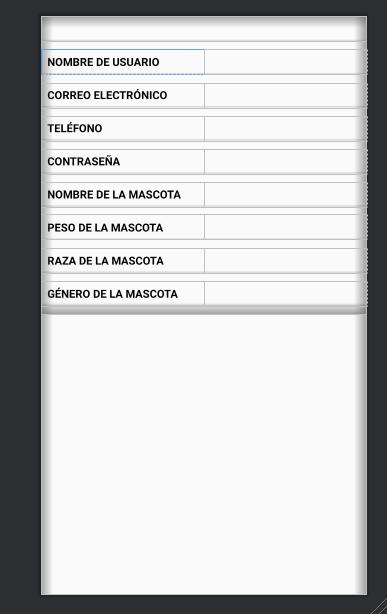 NOMBRE DE USUARIO
CORREO ELECTRÓNICO
TELÉFONO
CONTRASEÑA
NOMBRE DE LA MASCOTA
PESO DE LA MASCOTA
RAZA DE LA MASCOTA
GÉNERO DE LA MASCOTA